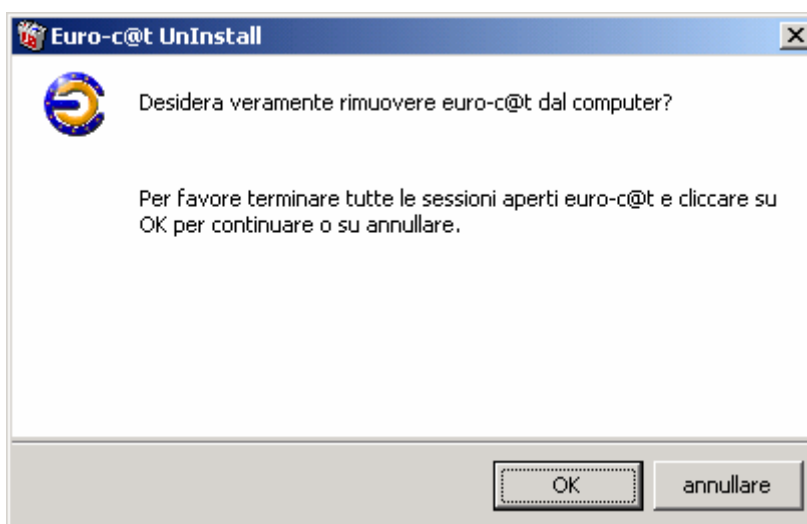 Euro-c@t UnInstall
Desidera veramente rimuovere euro-c@t dal computer?
Per favore terminare tutte le sessioni aperti euro-c@t e cliccare su
OK per continuare o su annullare.
OK
annullare